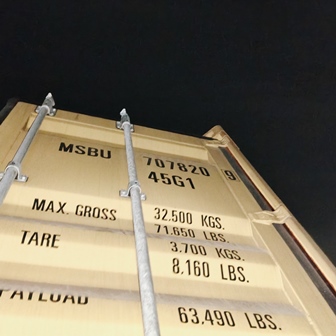 MSBU 707820 9
45G1
MAX. GROSS 32.500 KGS.
71.650 LBS.
TARE 3.700 KGS.
8.160 LBS.
PAYLOAD
63.490 LBS.